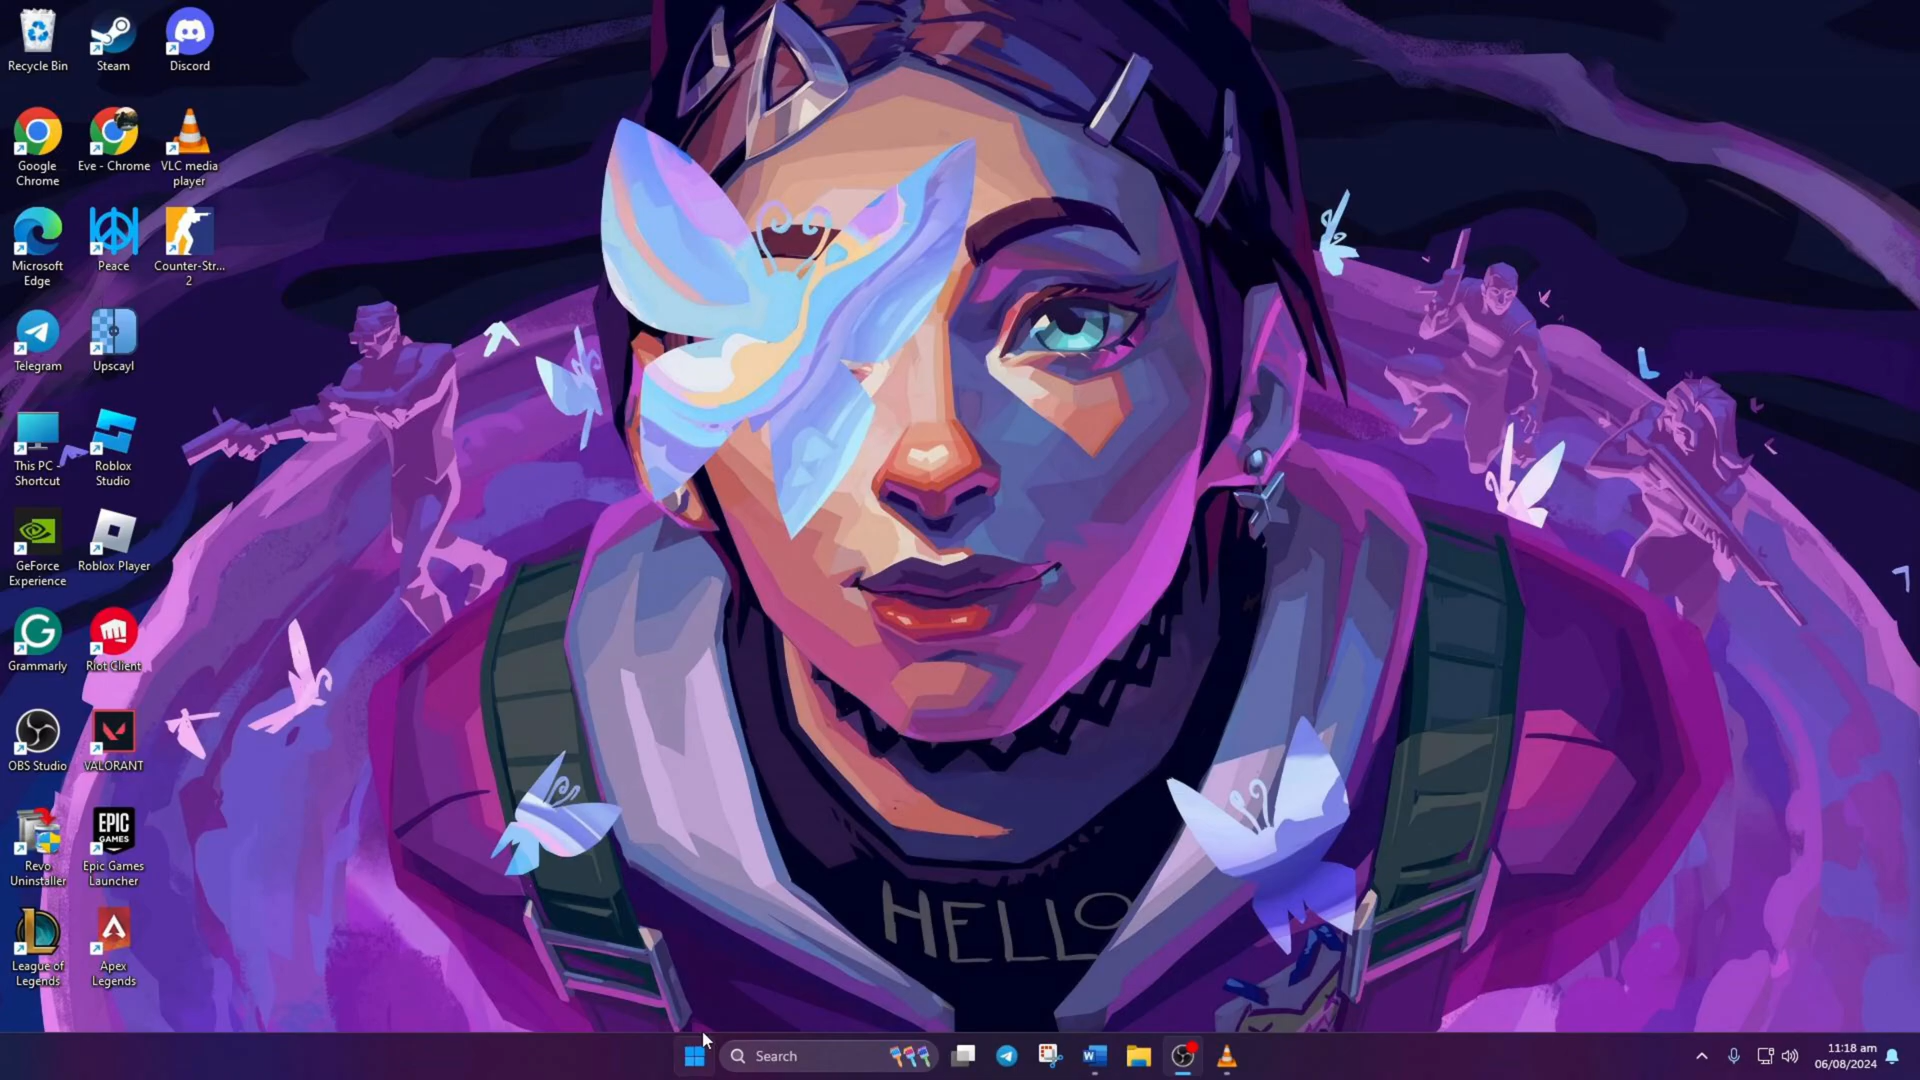 Recycle Bin
Steam
Discord
Google
Chrome
Eve - Chrome
VLC media
player
Microsoft
Edge
Peace
Counter-Str...
2
Telegram
Upscayl
This PC -
Shortcut
Roblox
Studio
GeForce
Experience
Roblox Player
Grammarly
Riot Client
OBS Studio
VALORANT
Revo
Uninstaller
EPIC
GAMES
Epic Games
Launcher
League of
Legends
Apex
Legends
HELLO
Search
11:18 am
06/08/2024